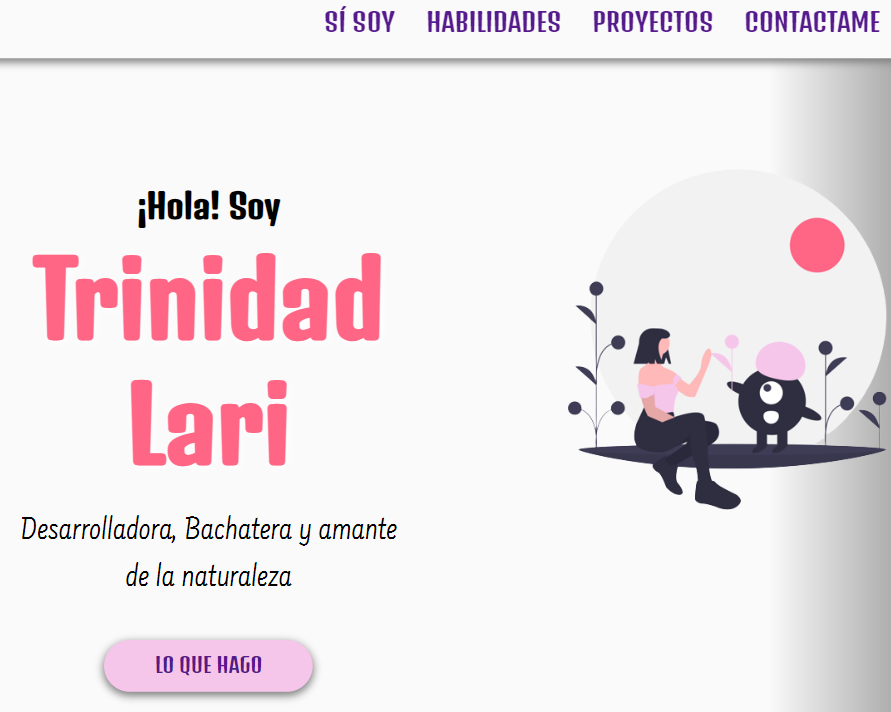 SÍ SOY HABILIDADES PROYECTOS CONTACTAME
¡Hola! Soy
Trinidad
Lari
Desarrolladora, Bachatera y amante
de la naturaleza
LO QUE HAGO